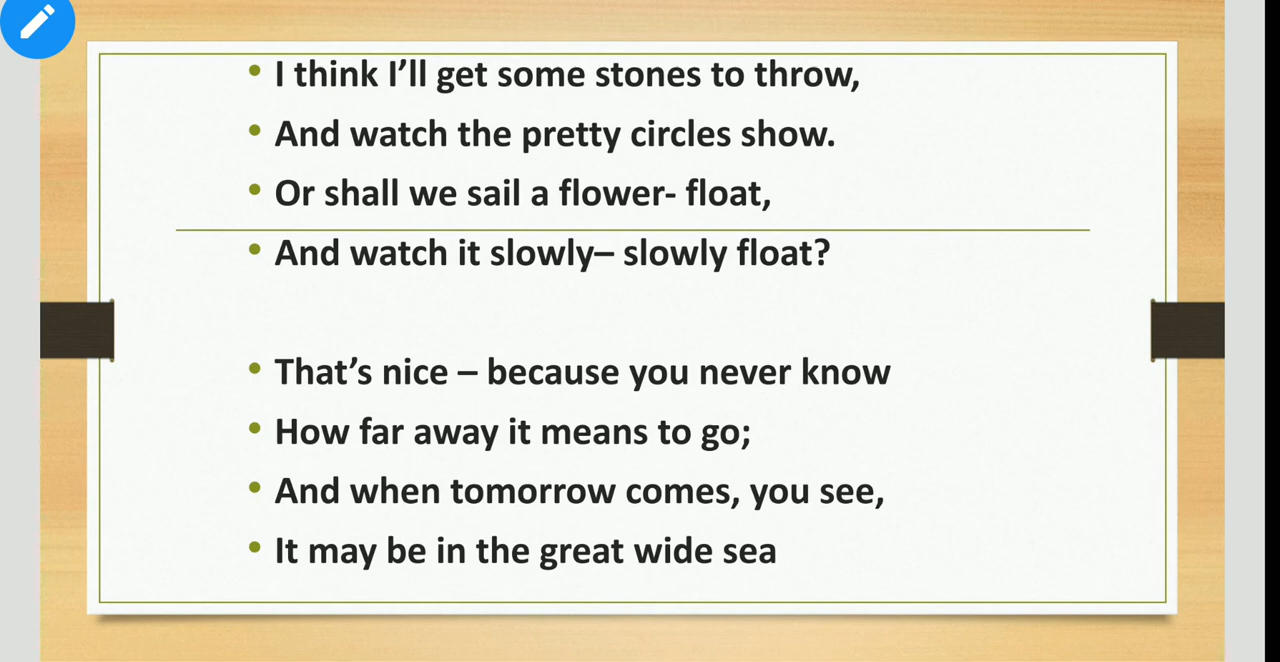 • I think I’ll get some stones to throw,
• And watch the pretty circles show.
• Or shall we sail a flower- float,
• And watch it slowly– slowly float?
• That’s nice – because you never know
• How far away it means to go;
• And when tomorrow comes, you see,
• It may be in the great wide sea